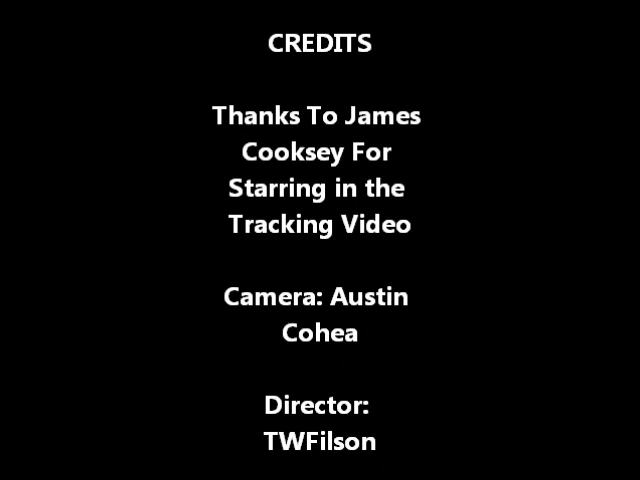 CREDITS
Thanks To James
Cooksey For
Starring in the
Tracking Video
Camera: Austin
Cohea
Director:
TWFilson